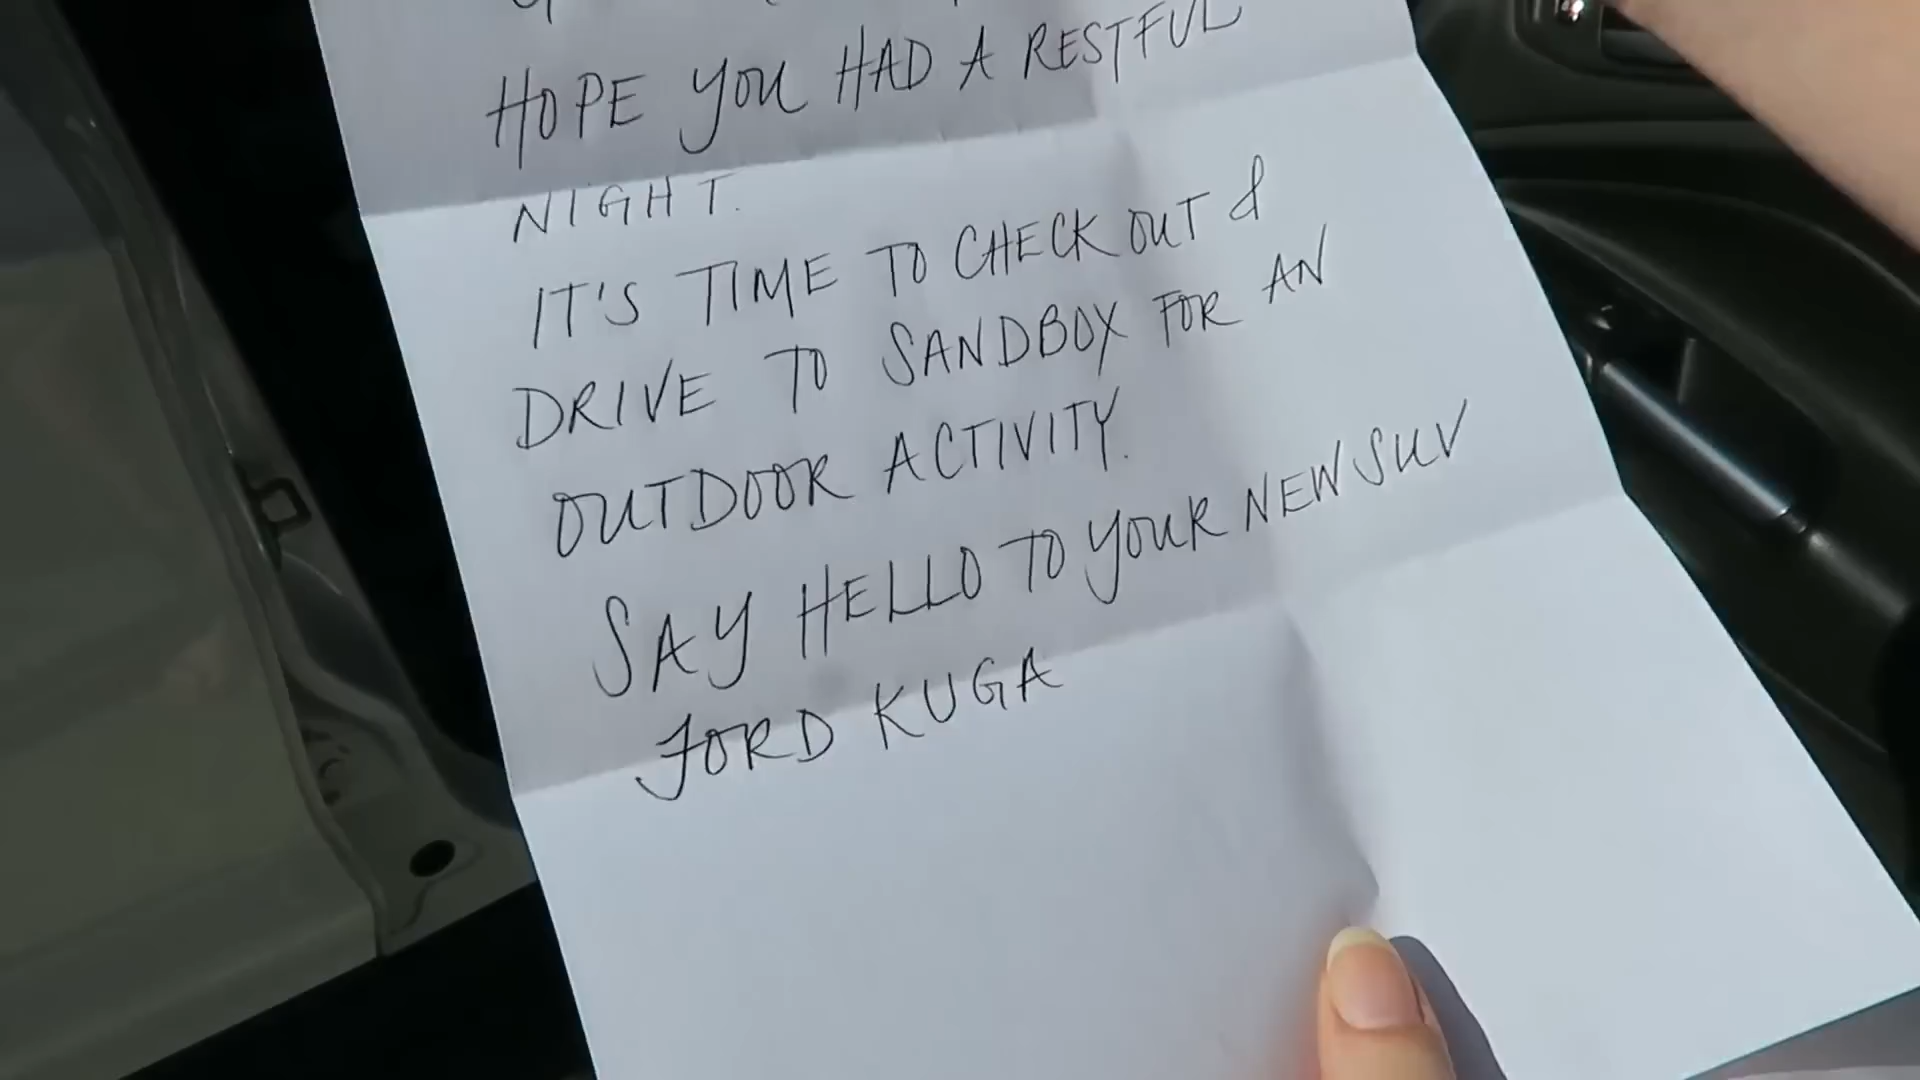 HOPE YOU HAD A RESTFUL
NIGHT.
IT'S TIME TO CHECK OUT &
DRIVE TO SANDBOX FOR AN
OUTDOOR ACTIVITY.
SAY HELLO TO YOUR NEW SUV
FORD KUGA